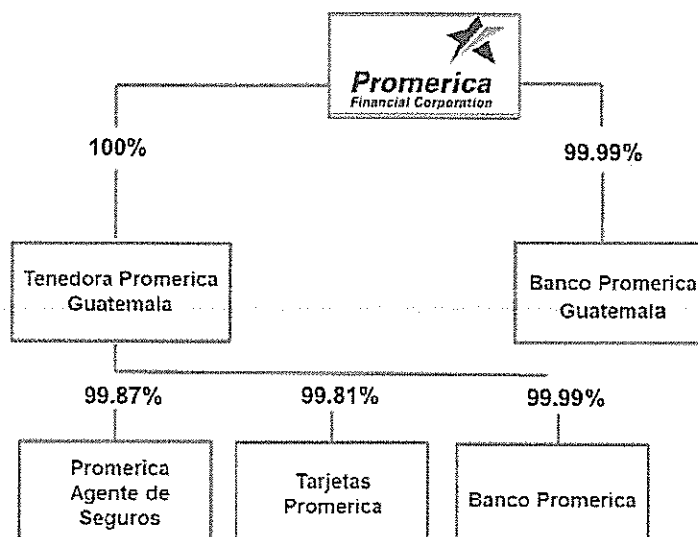 Promerica
Financial Corporation
100%
99.99%
Tenedora Promerica
Guatemala
Banco Promerica
Guatemala
99.87%
99.81%
99.99%
Promerica
Agente de
Seguros
Tarjetas
Promerica
Banco Promerica